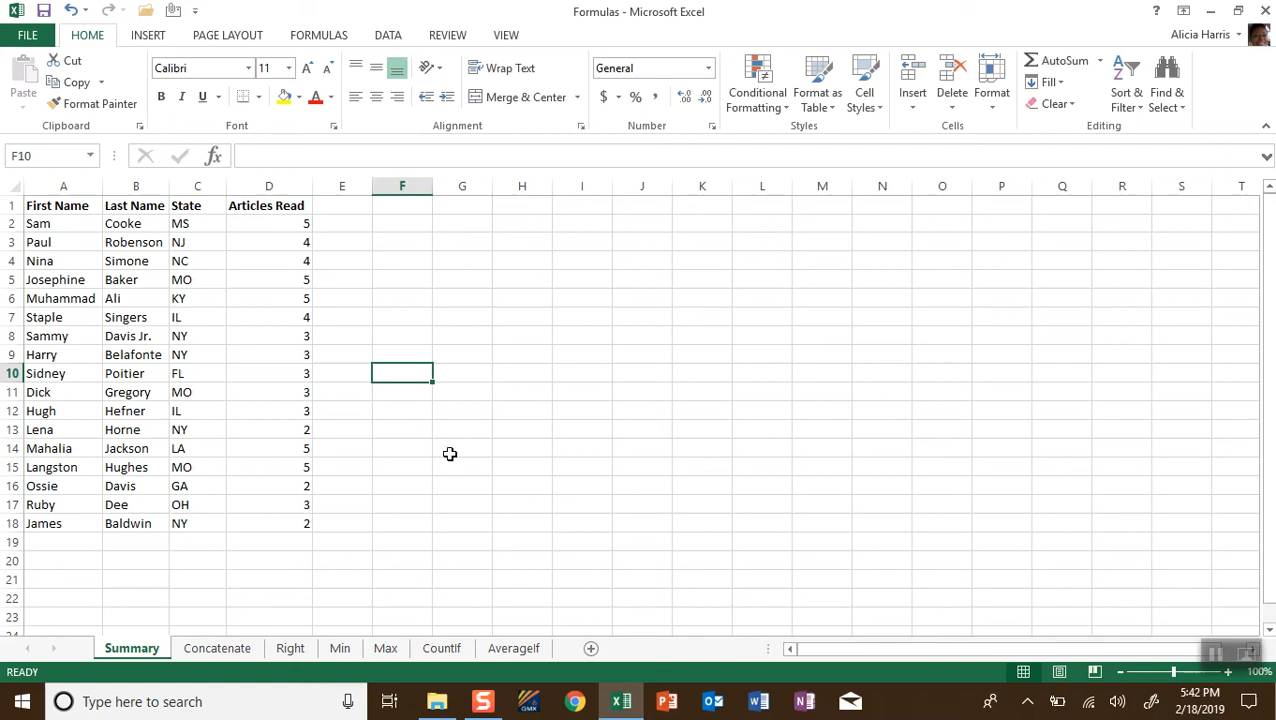 Formulas - Microsoft Excel
?
FILE HOME INSERT PAGE LAYOUT FORMULAS DATA REVIEW VIEW Alicia Harris
Paste
Cut
Copy
Format Painter
Clipboard
Calibri 11
B I U A
Font
Wrap Text
Merge & Center
Alignment
General
$ % ,
Number
Conditional Formatting
Format as Table
Cell Styles
Styles
Insert Delete Format
Cells
AutoSum
Fill
Clear
Sort & Filter
Find & Select
Editing
F10 fx
A B C D E F G H I J K L M N O P Q R S T
1 First Name Last Name State Articles Read
2 Sam Cooke MS 5
3 Paul Robenson NJ 4
4 Nina Simone NC 4
5 Josephine Baker MO 5
6 Muhammad Ali KY 5
7 Staple Singers IL 4
8 Sammy Davis Jr. NY 3
9 Harry Belafonte NY 3
10 Sidney Poitier FL 3
11 Dick Gregory MO 3
12 Hugh Hefner IL 3
13 Lena Horne NY 2
14 Mahalia Jackson LA 5
15 Langston Hughes MO 5
16 Ossie Davis GA 2
17 Ruby Dee OH 3
18 James Baldwin NY 2
19
20
21
22
23
24
Summary Concatenate Right Min Max CountIf AverageIf
READY 100%
Type here to search
5:42 PM
2/18/2019